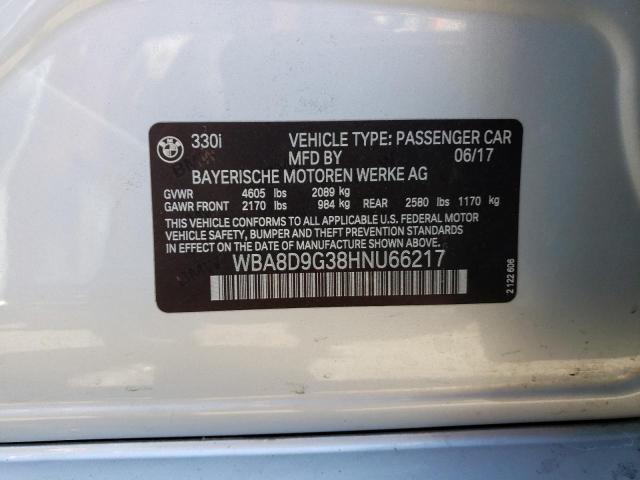 BMW 330i VEHICLE TYPE: PASSENGER CAR
MFD BY 06/17
BAYERISCHE MOTOREN WERKE AG
GVWR 4605 lbs 2089 kg
GAWR FRONT 2170 lbs 984 kg REAR 2580 lbs 1170 kg
THIS VEHICLE CONFORMS TO ALL APPLICABLE U.S. FEDERAL MOTOR
VEHICLE SAFETY, BUMPER AND THEFT PREVENTION STANDARDS
IN EFFECT ON THE DATE OF MANUFACTURE SHOWN ABOVE.
WBA8D9G38HNU66217
2 122 606